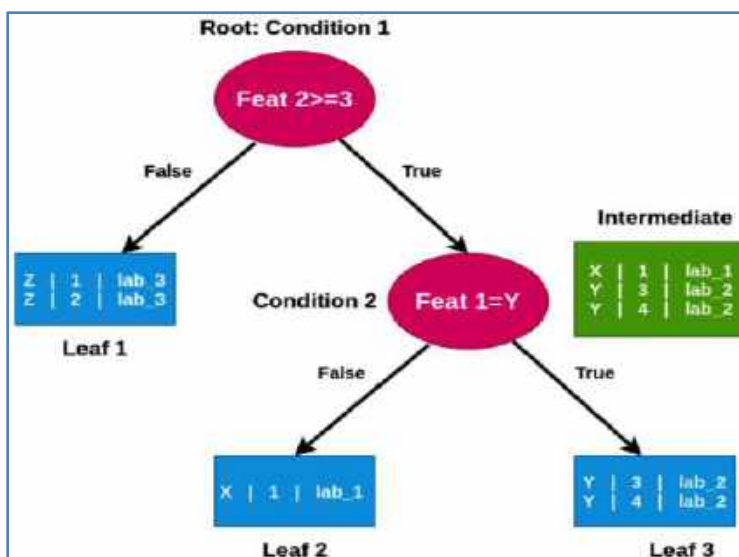 Root: Condition 1
Feat 2>=3
False
True
Intermediate
X | 1 | lab_1
Y | 3 | lab_2
Y | 4 | lab_2
Z | 1 | lab_3
Z | 2 | lab_3
Leaf 1
Condition 2
Feat 1=Y
False
True
X | 1 | lab_1
Leaf 2
Y | 3 | lab_2
Y | 4 | lab_2
Leaf 3